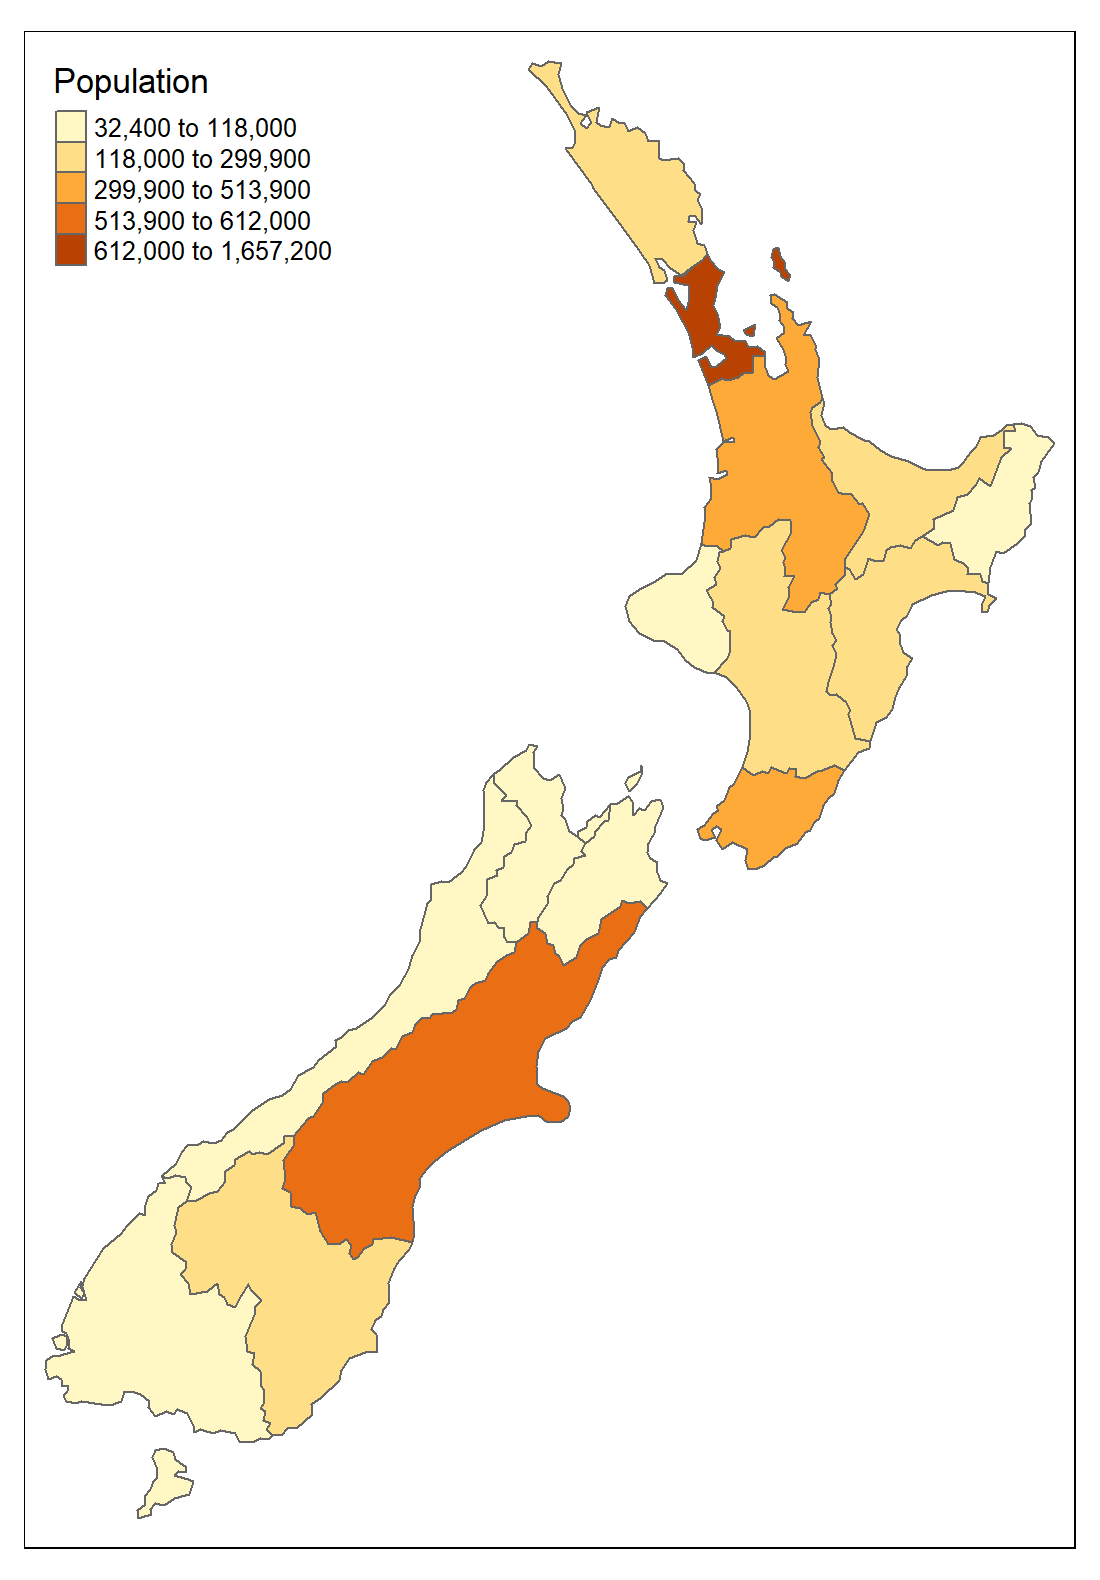 Population
32,400 to 118,000
118,000 to 299,900
299,900 to 513,900
513,900 to 612,000
612,000 to 1,657,200